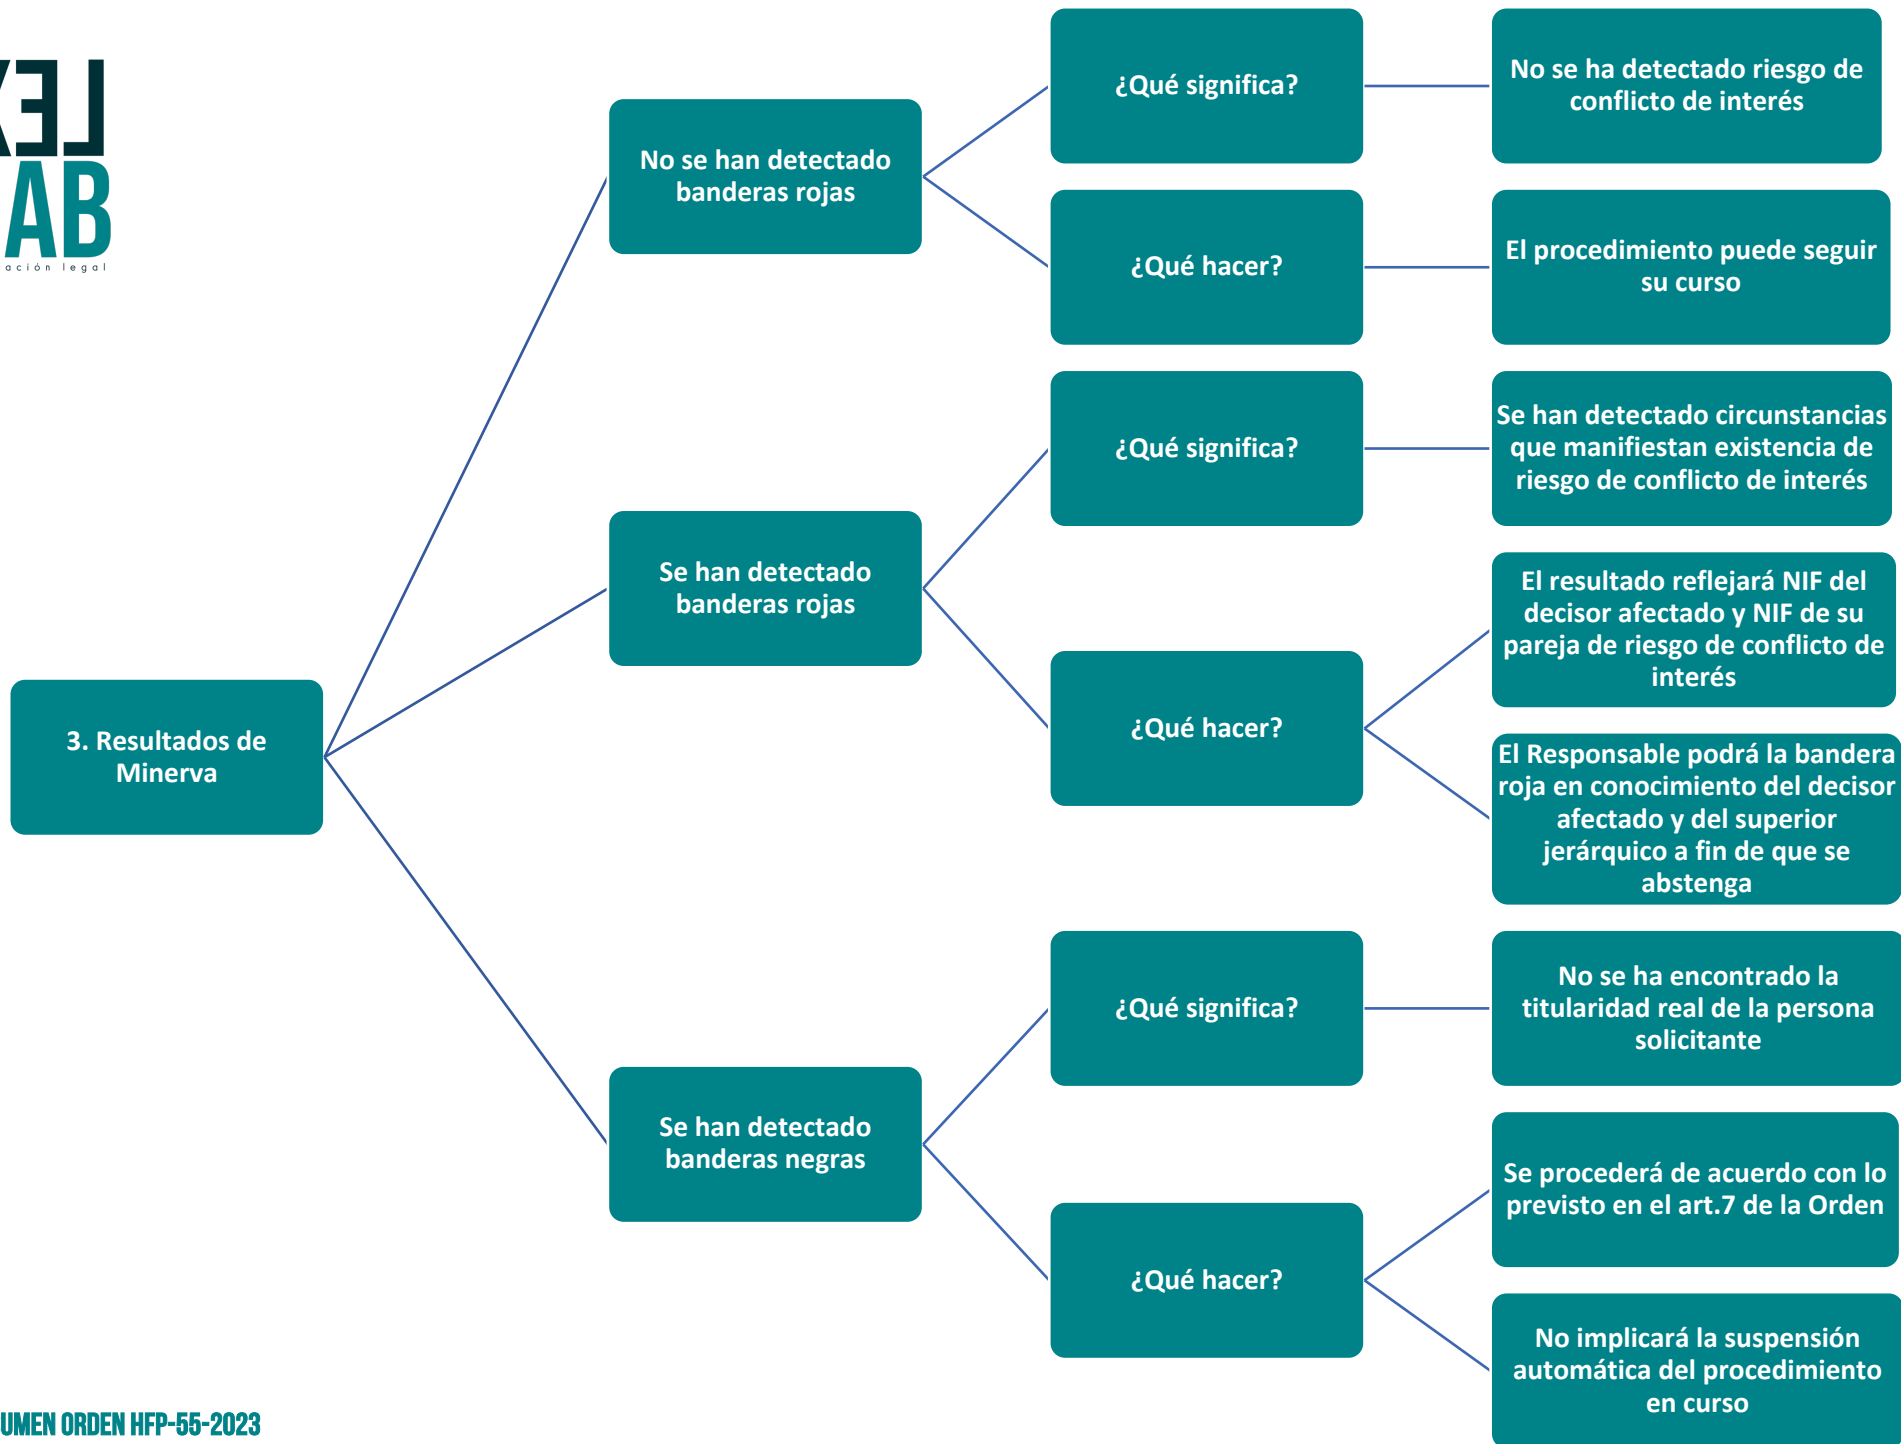 LEX
AB
ación legal
¿Qué significa?
No se ha detectado riesgo de
conflicto de interés
No se han detectado
banderas rojas
¿Qué hacer?
El procedimiento puede seguir
su curso
¿Qué significa?
Se han detectado circunstancias
que manifiestan existencia de
riesgo de conflicto de interés
Se han detectado
banderas rojas
El resultado reflejará NIF del
decisor afectado y NIF de su
pareja de riesgo de conflicto de
interés
¿Qué hacer?
El Responsable podrá la bandera
roja en conocimiento del decisor
afectado y del superior
jerárquico a fin de que se
abstenga
3. Resultados de
Minerva
¿Qué significa?
No se ha encontrado la
titularidad real de la persona
solicitante
Se han detectado
banderas negras
Se procederá de acuerdo con lo
previsto en el art.7 de la Orden
¿Qué hacer?
No implicará la suspensión
automática del procedimiento
en curso
UMEN ORDEN HFP-55-2023